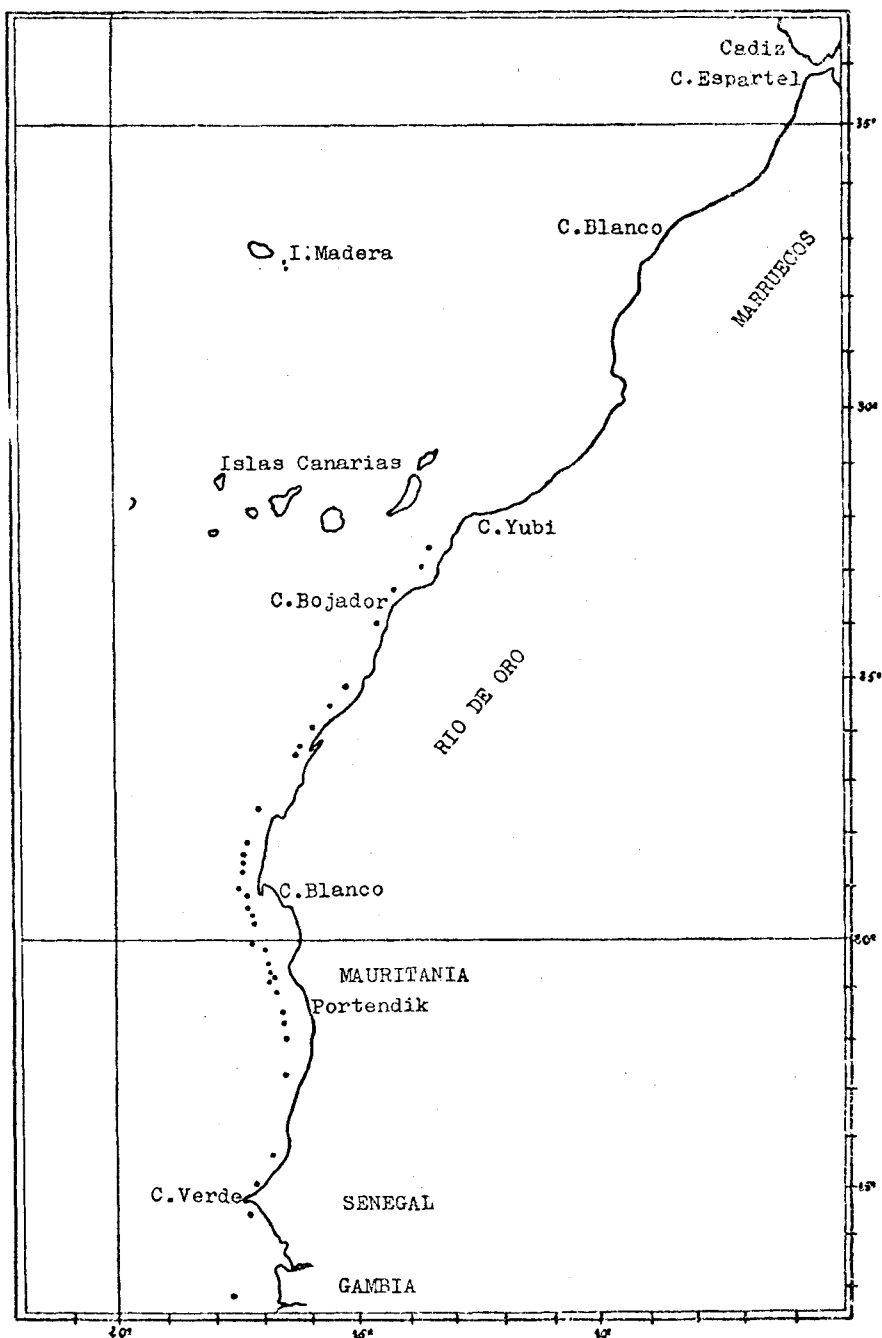 Cadiz
C.Espartel
35°
C.Blanco
I.Madera
MARRUECOS
30°
Islas Canarias
C.Yubi
C.Bojador
25°
RIO DE ORO
C.Blanco
20°
MAURITANIA
Portendik
15°
C.Verde
SENEGAL
GAMBIA
20°
15°
10°